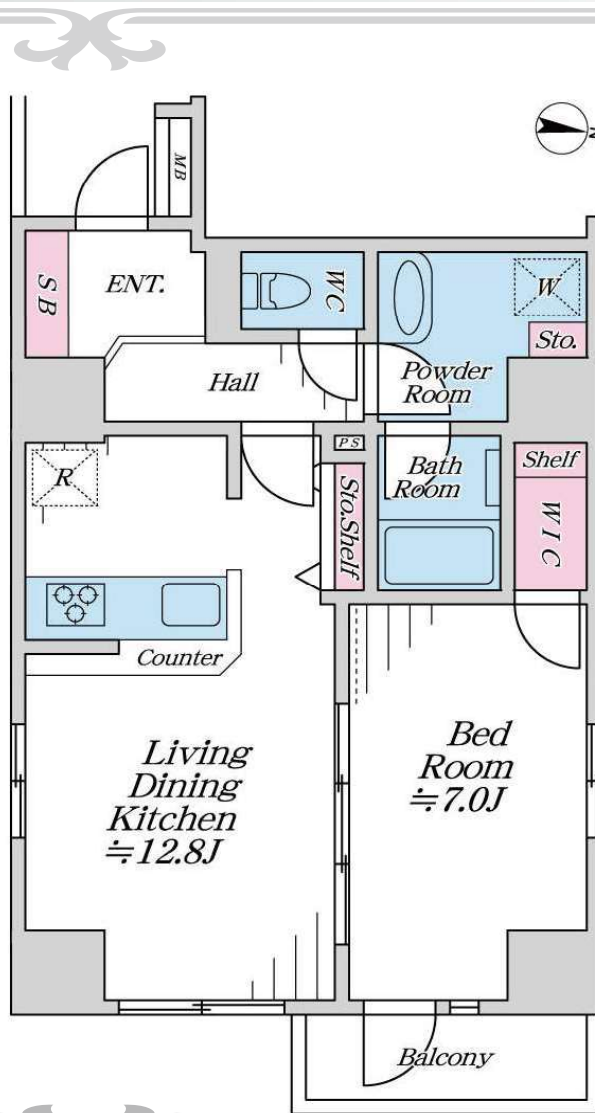 N
MB
SB
ENT.
WC
W
Sto.
Hall
Powder
Room
PS
R
Sto.Shelf
Bath
Room
Shelf
WIC
Counter
Living
Dining
Kitchen
≒12.8J
Bed
Room
≒7.0J
Balcony